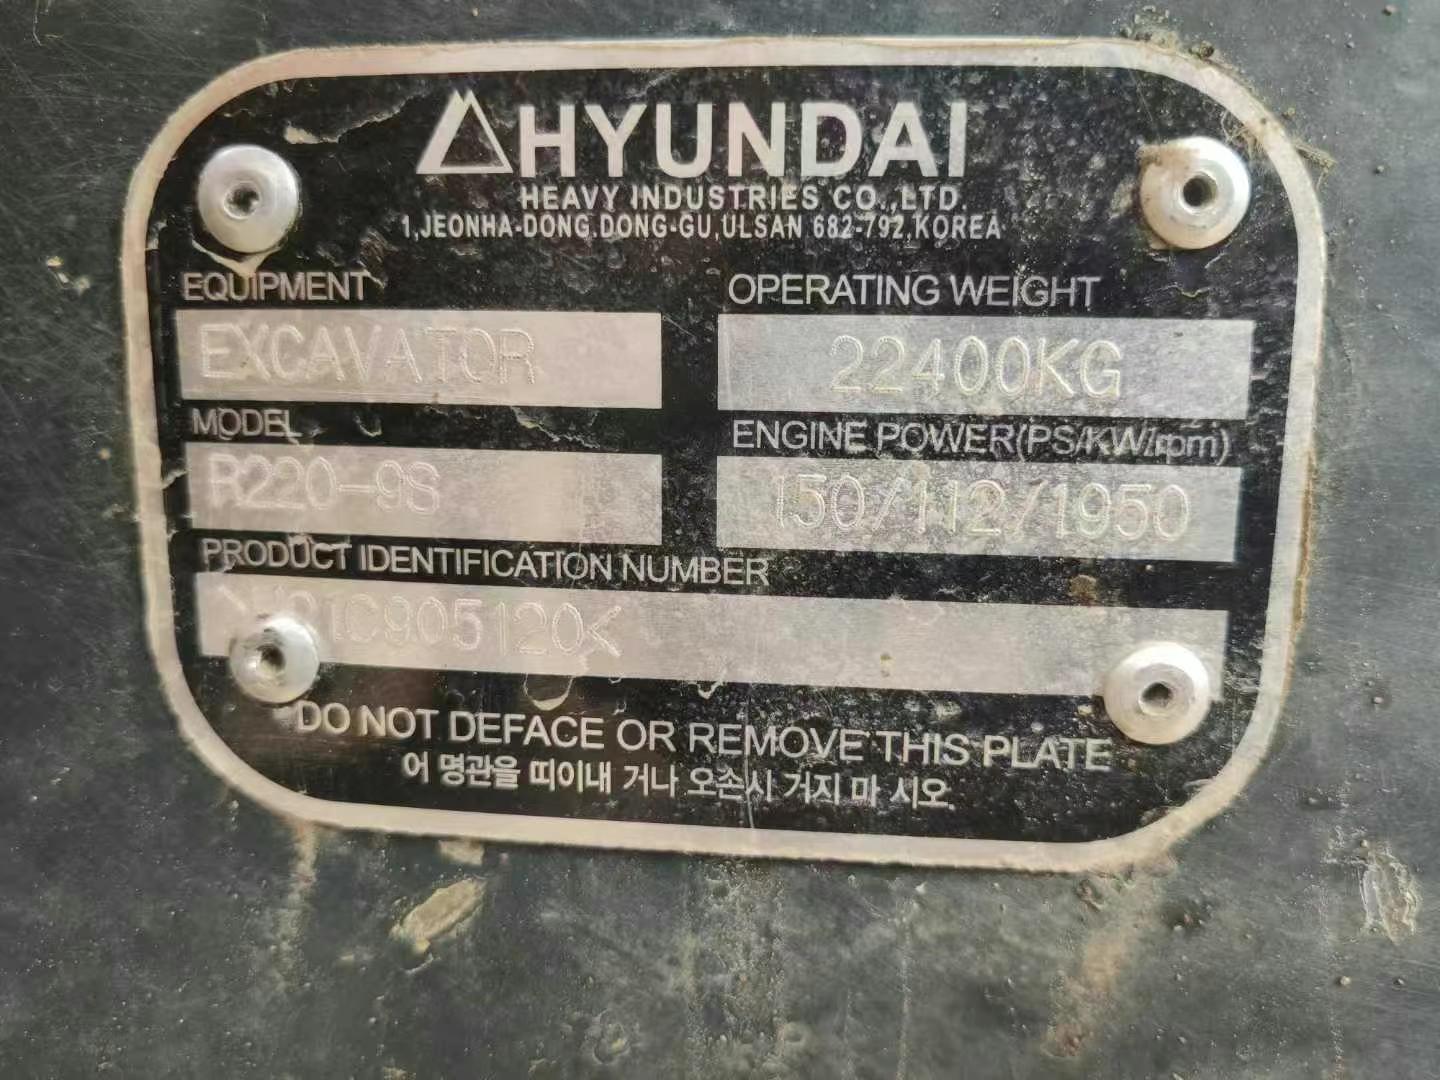 HYUNDAI
HEAVY INDUSTRIES CO.,LTD.
1,JEONHA-DONG,DONG-GU,ULSAN 682-792,KOREA
EQUIPMENT
OPERATING WEIGHT
EXCAVATOR
22400KG
MODEL
ENGINE POWER(PS/KW/rpm)
R220-9S
150/112/1950
PRODUCT IDENTIFICATION NUMBER
DO NOT DEFACE OR REMOVE THIS PLATE
어 명관을 띠이내 거나 오손시 거지 마 시오.